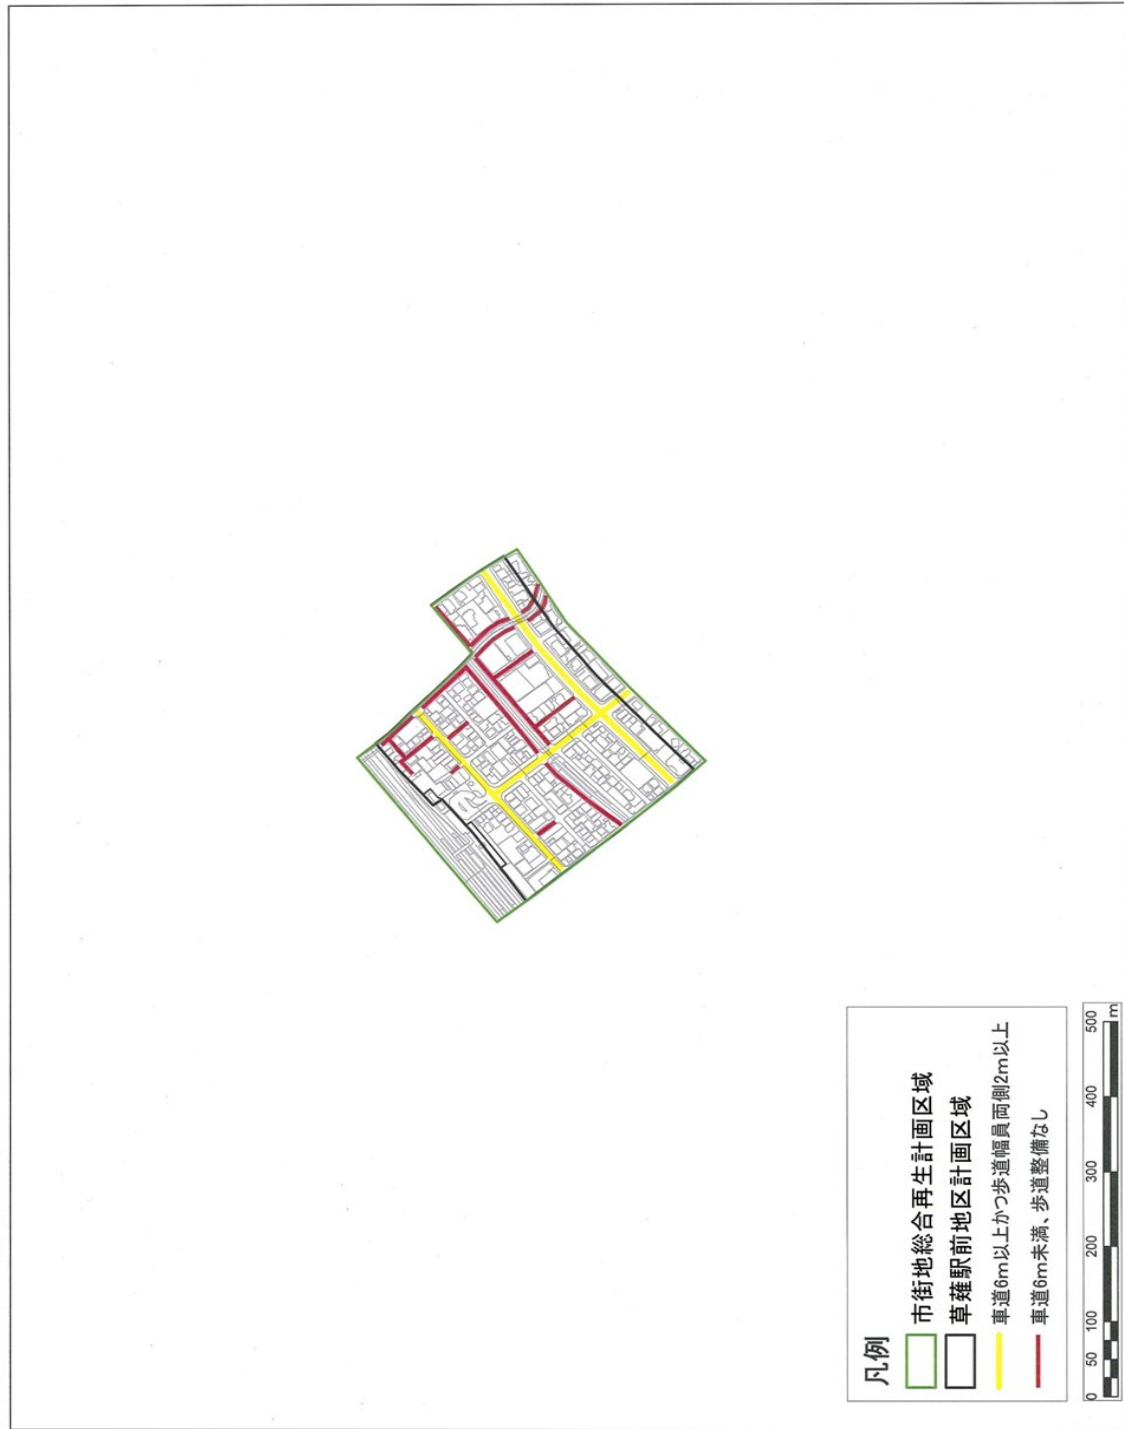 凡例
市街地総合再生計画区域
草薙駅前地区計画区域
車道6m以上かつ歩道幅員両側2m以上
車道6m未満、歩道整備なし
0 50 100 200 300 400 500 m